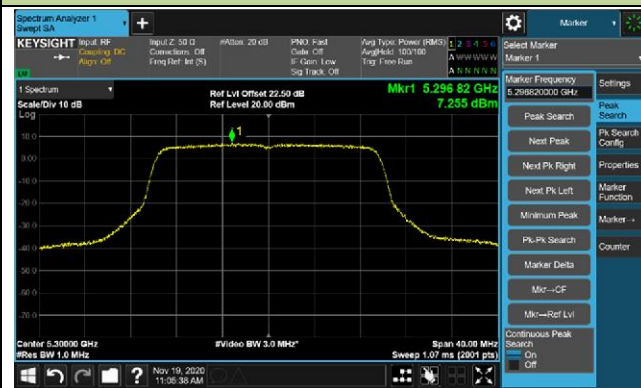 Spectrum Analyzer 1
Swept SA
+
Marker
KEYSIGHT
Input: RF
Coupling: DC
Align: Off
Input Z: 50 Ω
Corrections: Off
Freq Ref: Int (S)
#Atten: 20 dB
PNO: Fast
Gate: Off
IF Gain: Low
Sig Track: Off
Avg Type: Power (RMS)
Avg|Hold: 100/100
Trig: Free Run
1 2 3 4 5 6
A W W W W W
A N N N N N
Select Marker
Marker 1
1 Spectrum
Scale/Div 10 dB
Log
Ref Lvl Offset 22.50 dB
Ref Level 20.00 dBm
Mkr1 5.296 82 GHz
7.255 dBm
1
10.0
0.00
-10.0
-20.0
-30.0
-40.0
-50.0
-60.0
-70.0
Center 5.30000 GHz
#Res BW 1.0 MHz
#Video BW 3.0 MHz*
Span 40.00 MHz
Sweep 1.07 ms (2001 pts)
Marker Frequency
5.296820000 GHz
Peak Search
Next Peak
Next Pk Right
Next Pk Left
Minimum Peak
Pk-Pk Search
Marker Delta
Mkr→CF
Mkr→Ref Lvl
Continuous Peak
Search
On
Off
Settings
Peak
Search
Pk Search
Config
Properties
Marker
Function
Marker→
Counter
?
Nov 19, 2020
11:05:38 AM